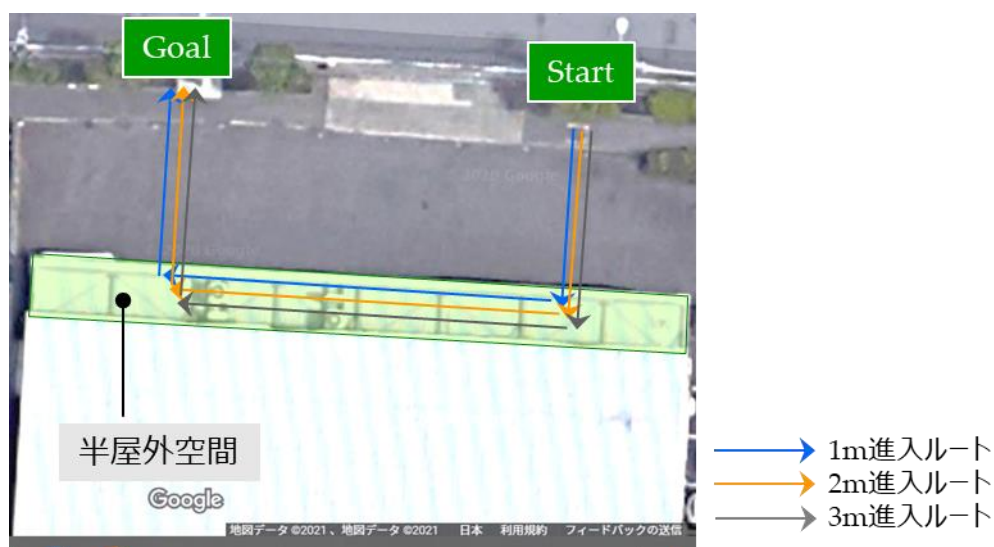 Goal
Start
2020 Google
Google
半屋外空間
1m進入ルート
2m進入ルート
3m進入ルート
Google
地図データ ©2021 、地図データ ©2021 日本 利用規約 フィードバックの送信